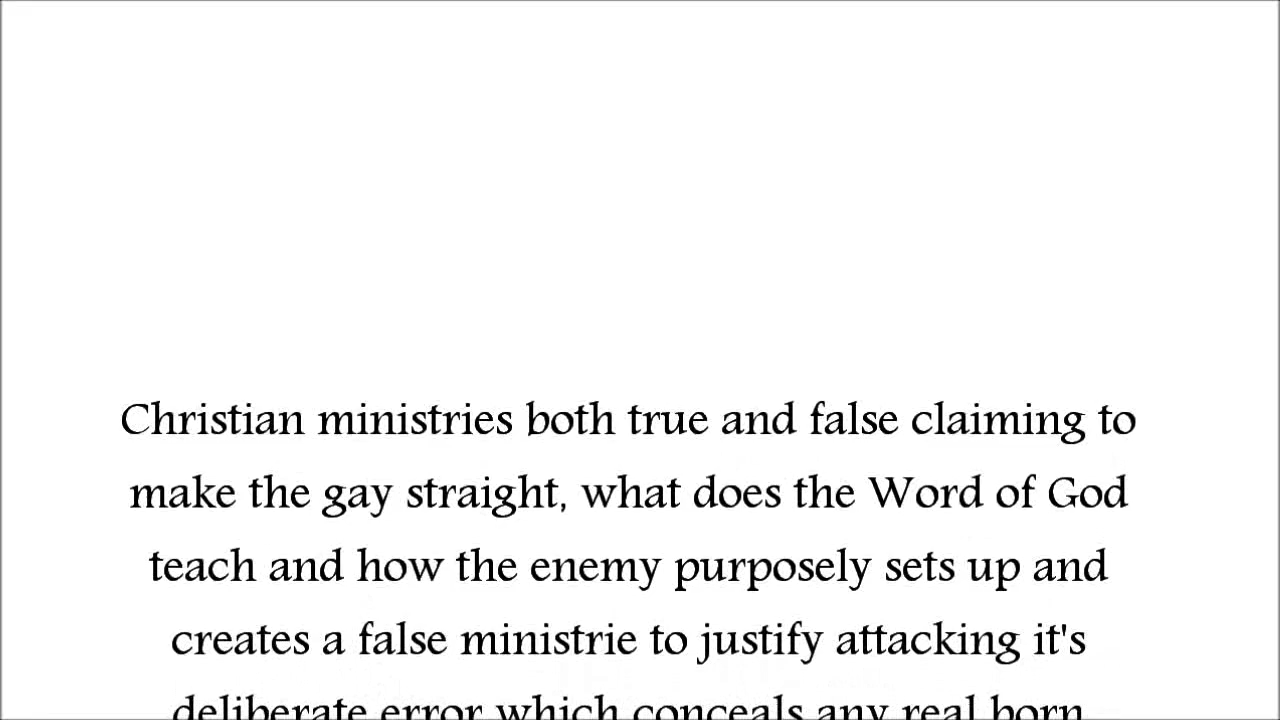 Christian ministries both true and false claiming to
make the gay straight, what does the Word of God
teach and how the enemy purposely sets up and
creates a false ministrie to justify attacking it's
deliberate error which conceals any real born